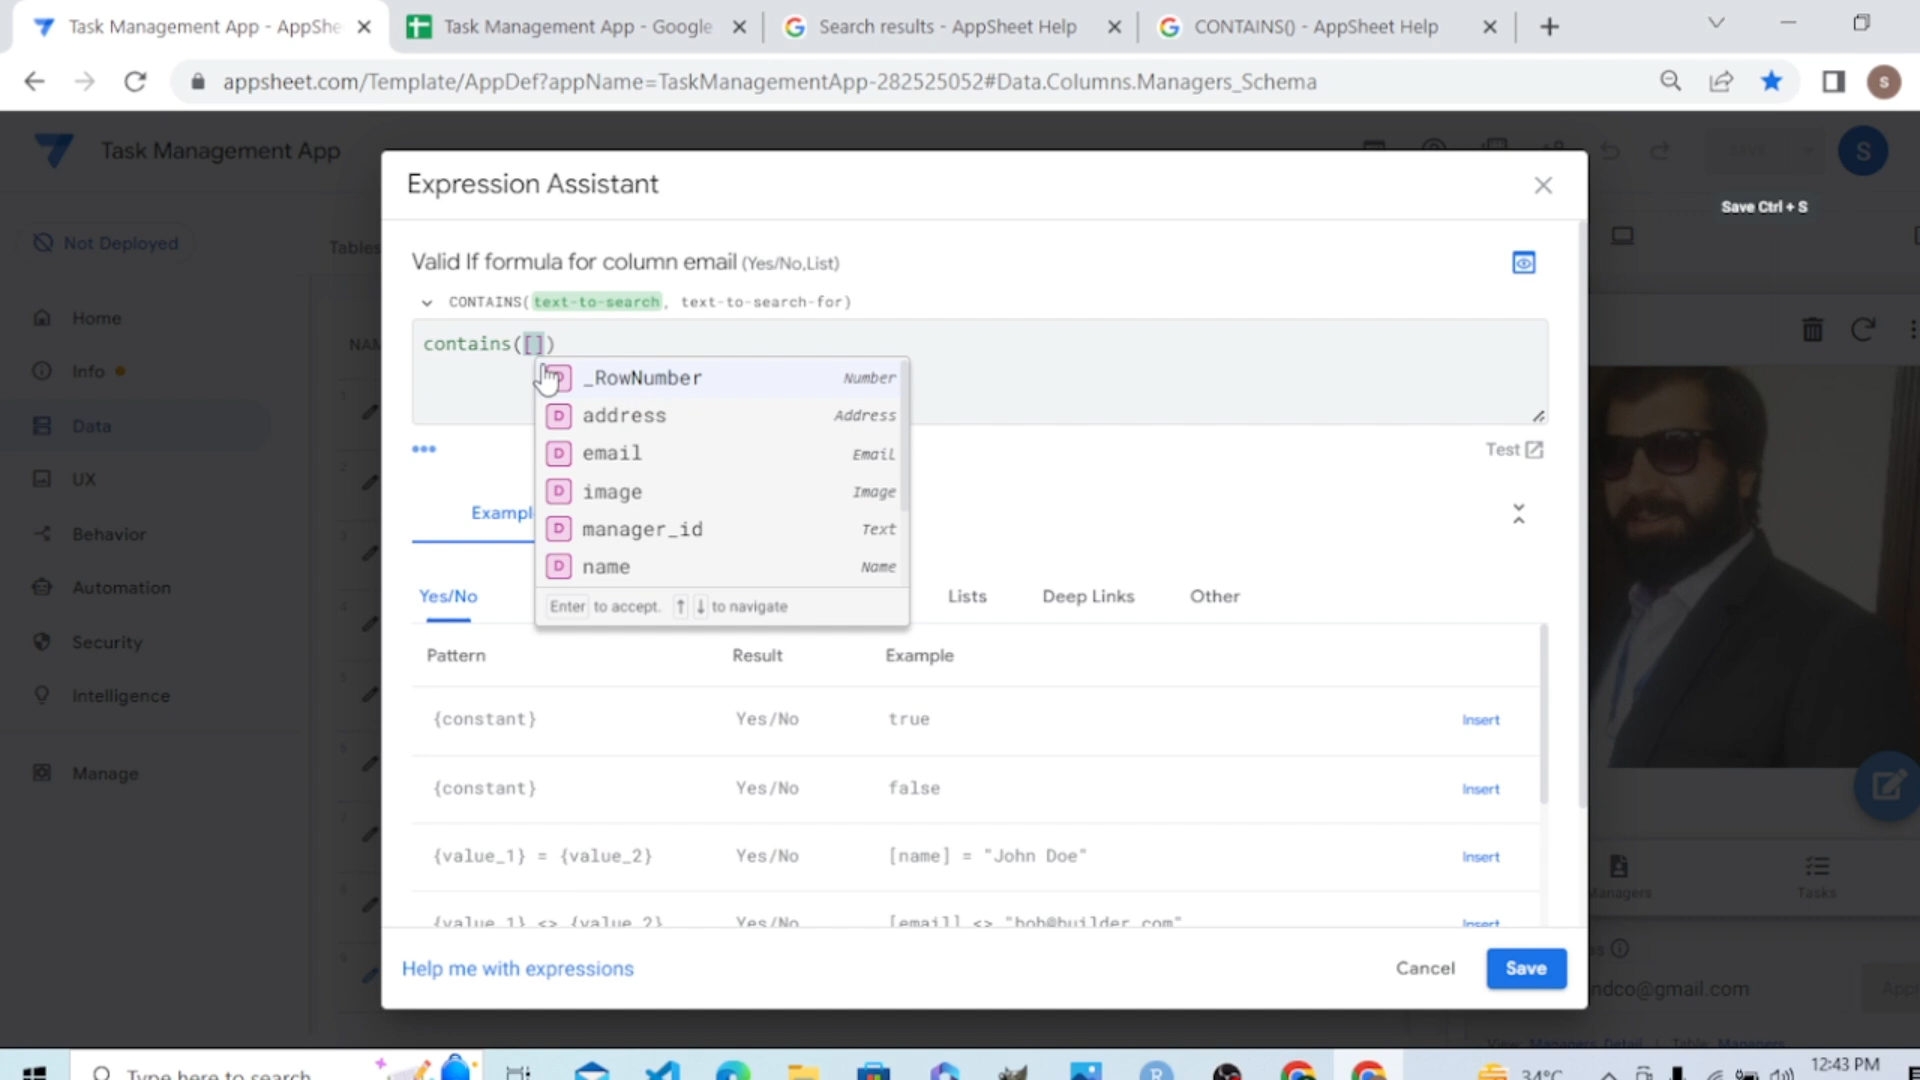 Task Management App - AppShe
Task Management App - Google
Search results - AppSheet Help
CONTAINS() - AppSheet Help
appsheet.com/Template/AppDef?appName=TaskManagementApp-282525052#Data.Columns.Managers_Schema
S
Task Management App
S
Save Ctrl + S
Not Deployed
Tables
Home
Info
Data
UX
Behavior
Automation
Security
Intelligence
Manage
NAM
Expression Assistant
Valid If formula for column email (Yes/No,List)
CONTAINS(text-to-search, text-to-search-for)
contains([])
_RowNumber Number
address Address
email Email
image Image
manager_id Text
name Name
Enter to accept. ↑ ↓ to navigate
Test
Exampl
Yes/No
Lists
Deep Links
Other
Pattern Result Example
{constant} Yes/No true Insert
{constant} Yes/No false Insert
{value_1} = {value_2} Yes/No [name] = "John Doe" Insert
{value_1} <> {value_2} Yes/No [email] <> "bob@builder.com" Insert
Help me with expressions
Cancel
Save
Managers
Tasks
ndco@gmail.com
View: Managers_Detail | Table: Managers
Type here to search
34°C
12:43 PM